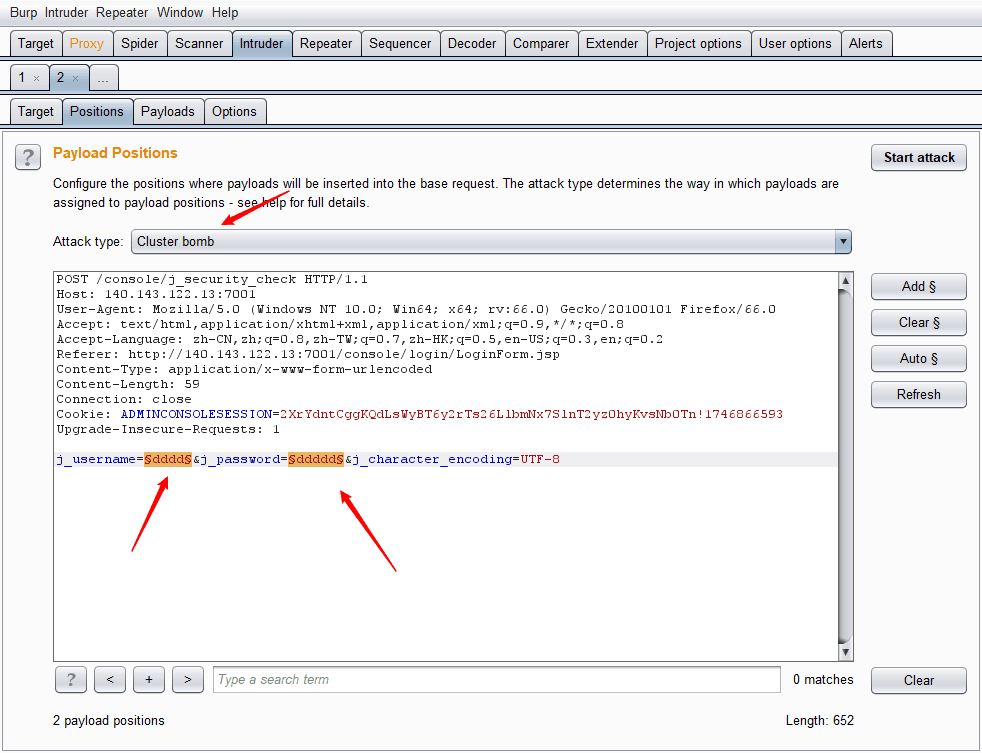 Burp Intruder Repeater Window Help
Target Proxy Spider Scanner Intruder Repeater Sequencer Decoder Comparer Extender Project options User options Alerts
1 × 2 × ...
Target Positions Payloads Options
? Payload Positions Start attack
Configure the positions where payloads will be inserted into the base request. The attack type determines the way in which payloads are
assigned to payload positions - see help for full details.
Attack type: Cluster bomb
POST /console/j_security_check HTTP/1.1
Host: 140.143.122.13:7001
User-Agent: Mozilla/5.0 (Windows NT 10.0; Win64; x64; rv:66.0) Gecko/20100101 Firefox/66.0
Accept: text/html,application/xhtml+xml,application/xml;q=0.9,*/*;q=0.8
Accept-Language: zh-CN,zh;q=0.8,zh-TW;q=0.7,zh-HK;q=0.5,en-US;q=0.3,en;q=0.2
Referer: http://140.143.122.13:7001/console/login/LoginForm.jsp
Content-Type: application/x-www-form-urlencoded
Content-Length: 59
Connection: close
Cookie: ADMINCONSOLESESSION=2XrYdntCggKQdLsWyBT6y2rTs26LlbmNx7SlnT2yz0hyKvsNb0Tn!1746866593
Upgrade-Insecure-Requests: 1
j_username=§dddd§&j_password=§ddddd§&j_character_encoding=UTF-8
Add §
Clear §
Auto §
Refresh
? < + > Type a search term 0 matches Clear
2 payload positions Length: 652